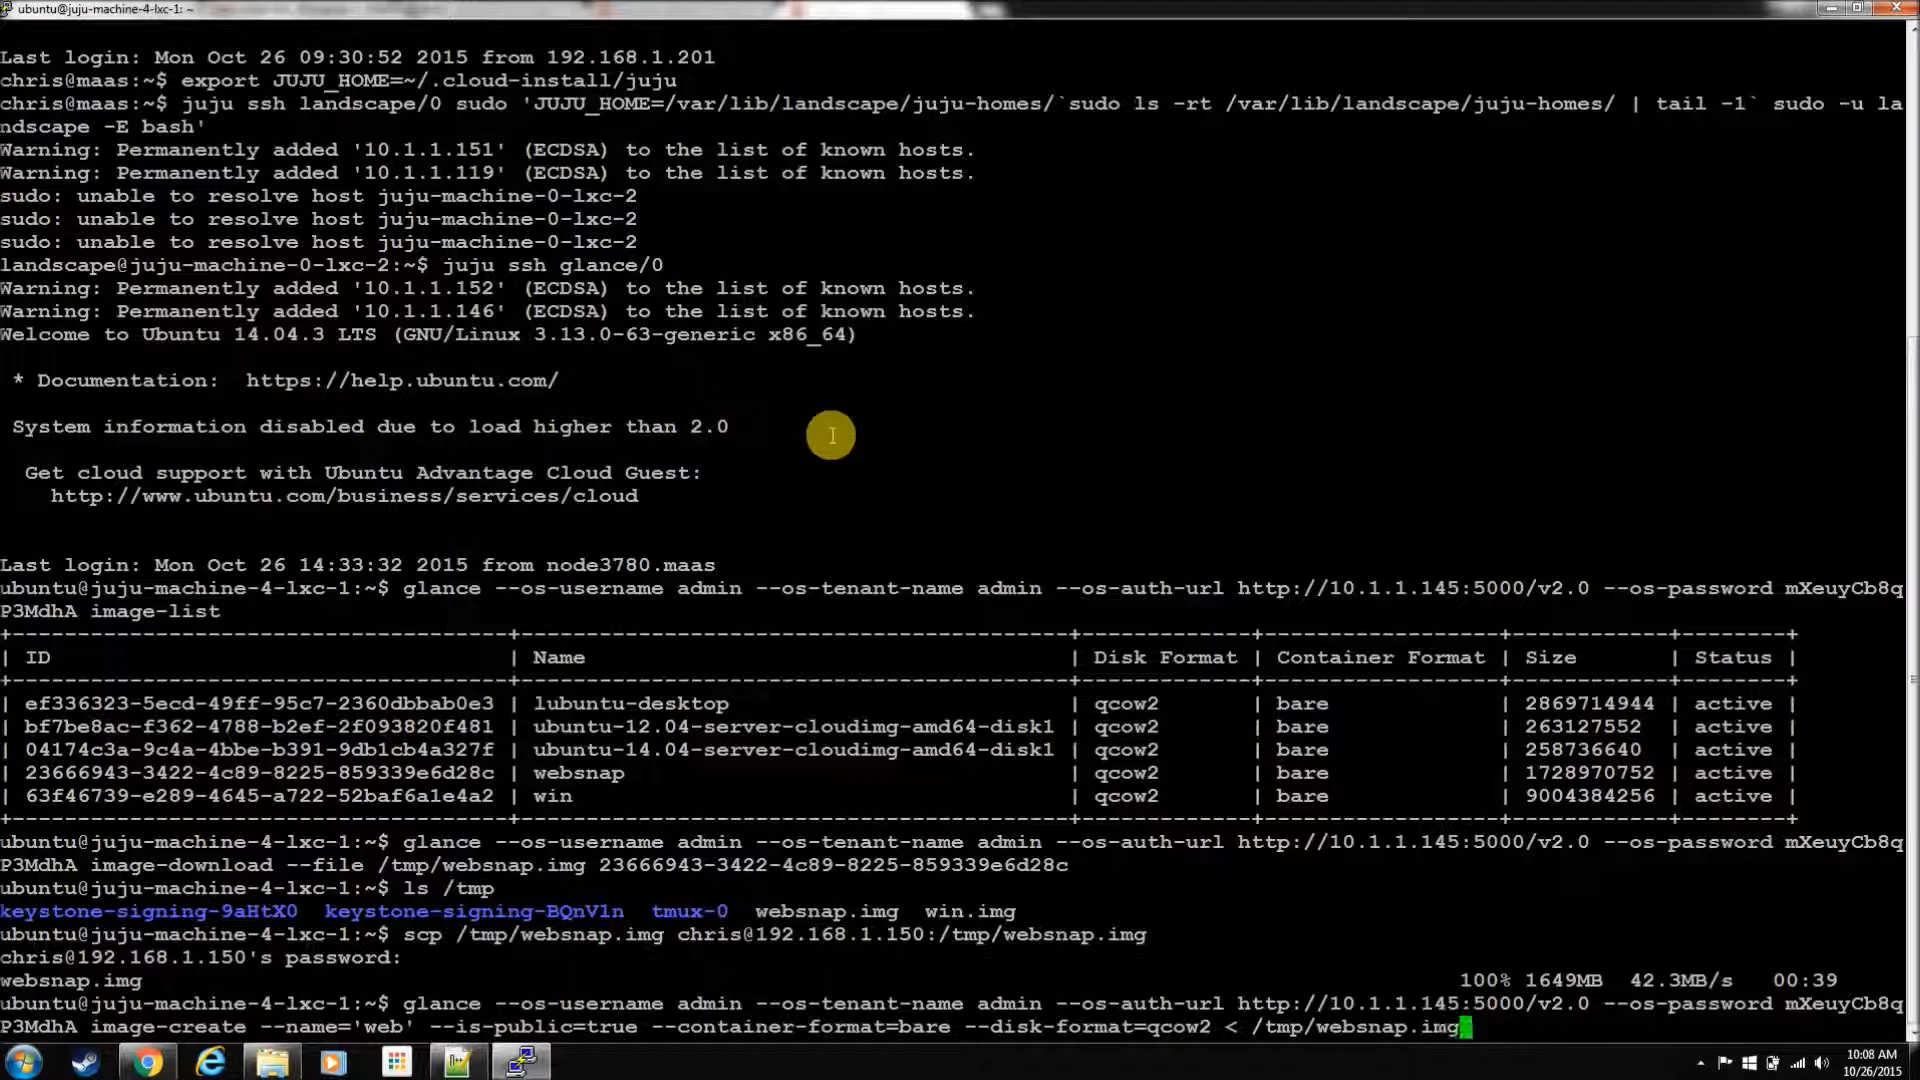 ubuntu@juju-machine-4-lxc-1: ~
Last login: Mon Oct 26 09:30:52 2015 from 192.168.1.201
chris@maas:~$ export JUJU_HOME=~/.cloud-install/juju
chris@maas:~$ juju ssh landscape/0 sudo 'JUJU_HOME=/var/lib/landscape/juju-homes/`sudo ls -rt /var/lib/landscape/juju-homes/ | tail -1` sudo -u la
ndscape -E bash'
Warning: Permanently added '10.1.1.151' (ECDSA) to the list of known hosts.
Warning: Permanently added '10.1.1.119' (ECDSA) to the list of known hosts.
sudo: unable to resolve host juju-machine-0-lxc-2
sudo: unable to resolve host juju-machine-0-lxc-2
sudo: unable to resolve host juju-machine-0-lxc-2
landscape@juju-machine-0-lxc-2:~$ juju ssh glance/0
Warning: Permanently added '10.1.1.152' (ECDSA) to the list of known hosts.
Warning: Permanently added '10.1.1.146' (ECDSA) to the list of known hosts.
Welcome to Ubuntu 14.04.3 LTS (GNU/Linux 3.13.0-63-generic x86_64)
* Documentation:  https://help.ubuntu.com/
System information disabled due to load higher than 2.0
Get cloud support with Ubuntu Advantage Cloud Guest:
http://www.ubuntu.com/business/services/cloud
Last login: Mon Oct 26 14:33:32 2015 from node3780.maas
ubuntu@juju-machine-4-lxc-1:~$ glance --os-username admin --os-tenant-name admin --os-auth-url http://10.1.1.145:5000/v2.0 --os-password mXeuyCb8q
P3MdhA image-list
| ID | Name | Disk Format | Container Format | Size | Status |
| ef336323-5ecd-49ff-95c7-2360dbbab0e3 | lubuntu-desktop | qcow2 | bare | 2869714944 | active |
| bf7be8ac-f362-4788-b2ef-2f093820f481 | ubuntu-12.04-server-cloudimg-amd64-disk1 | qcow2 | bare | 263127552 | active |
| 04174c3a-9c4a-4bbe-b391-9db1cb4a327f | ubuntu-14.04-server-cloudimg-amd64-disk1 | qcow2 | bare | 258736640 | active |
| 23666943-3422-4c89-8225-859339e6d28c | websnap | qcow2 | bare | 1728970752 | active |
| 63f46739-e289-4645-a722-52baf6a1e4a2 | win | qcow2 | bare | 9004384256 | active |
ubuntu@juju-machine-4-lxc-1:~$ glance --os-username admin --os-tenant-name admin --os-auth-url http://10.1.1.145:5000/v2.0 --os-password mXeuyCb8q
P3MdhA image-download --file /tmp/websnap.img 23666943-3422-4c89-8225-859339e6d28c
ubuntu@juju-machine-4-lxc-1:~$ ls /tmp
keystone-signing-9aHtX0  keystone-signing-BQnV1n  tmux-0  websnap.img  win.img
ubuntu@juju-machine-4-lxc-1:~$ scp /tmp/websnap.img chris@192.168.1.150:/tmp/websnap.img
chris@192.168.1.150's password:
websnap.img 100% 1649MB 42.3MB/s 00:39
ubuntu@juju-machine-4-lxc-1:~$ glance --os-username admin --os-tenant-name admin --os-auth-url http://10.1.1.145:5000/v2.0 --os-password mXeuyCb8q
P3MdhA image-create --name='web' --is-public=true --container-format=bare --disk-format=qcow2 < /tmp/websnap.img
10:08 AM
10/26/2015